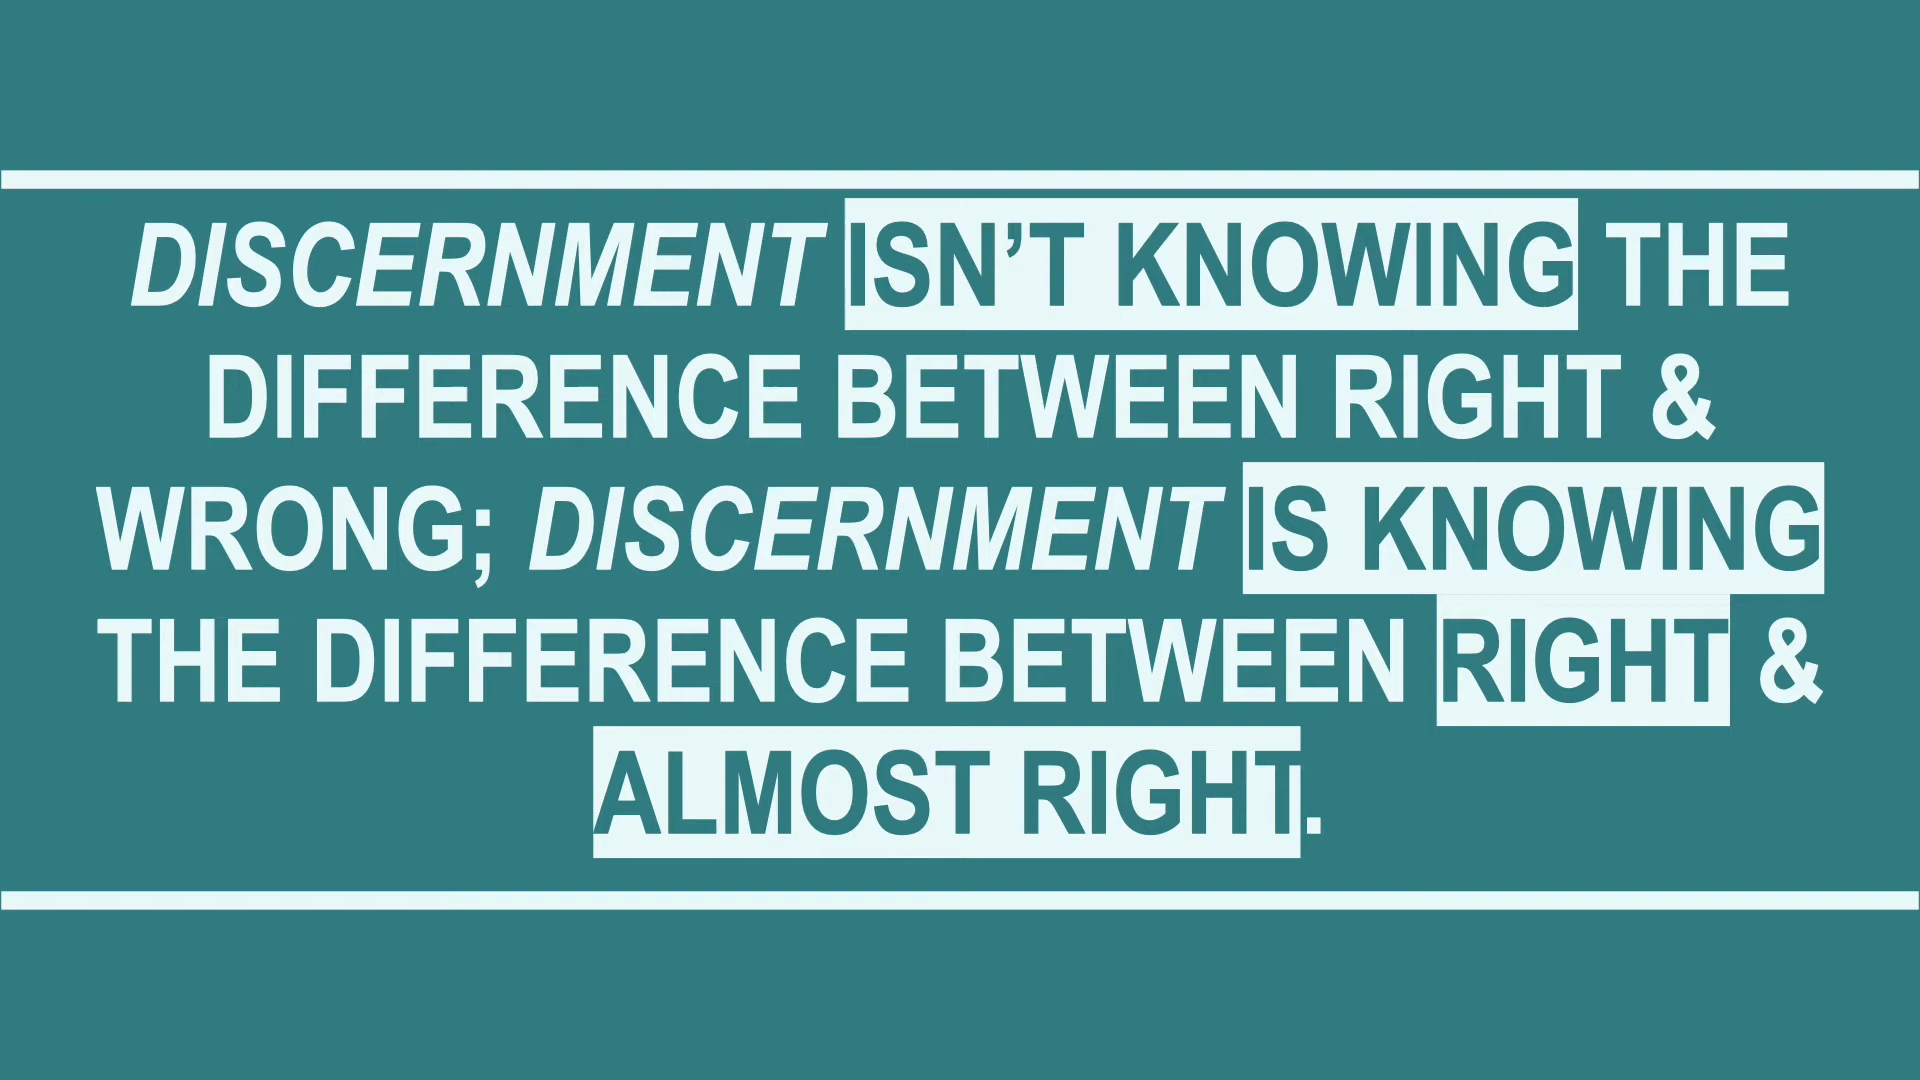 DISCERNMENT ISN’T KNOWING THE
DIFFERENCE BETWEEN RIGHT &
WRONG; DISCERNMENT IS KNOWING
THE DIFFERENCE BETWEEN RIGHT &
ALMOST RIGHT.